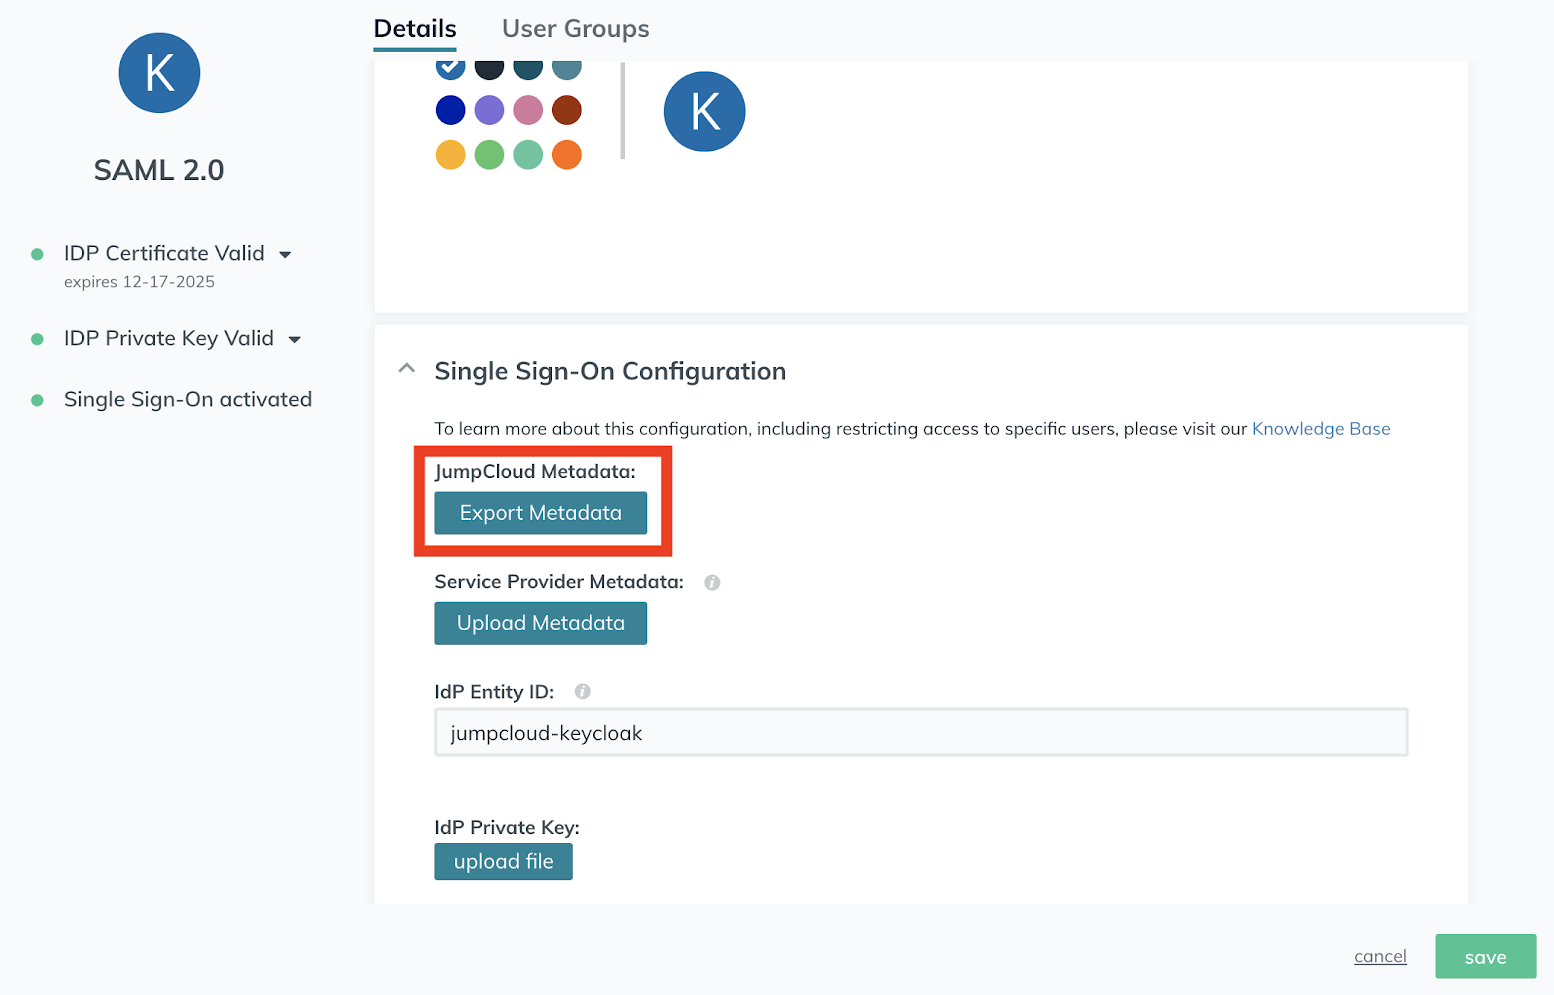 Details
User Groups
K
K
SAML 2.0
IDP Certificate Valid
expires 12-17-2025
IDP Private Key Valid
Single Sign-On activated
Single Sign-On Configuration
To learn more about this configuration, including restricting access to specific users, please visit our Knowledge Base
JumpCloud Metadata:
Export Metadata
Service Provider Metadata: i
Upload Metadata
IdP Entity ID: i
jumpcloud-keycloak
IdP Private Key:
upload file
cancel
save